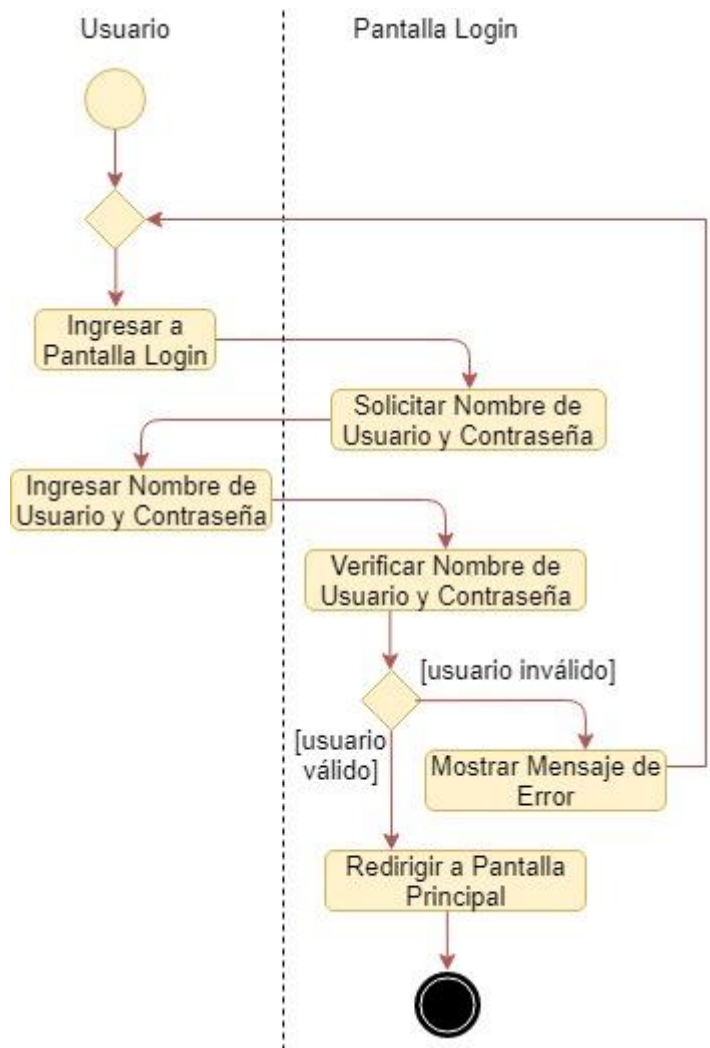 Usuario
Pantalla Login
Ingresar a
Pantalla Login
Solicitar Nombre de
Usuario y Contraseña
Ingresar Nombre de
Usuario y Contraseña
Verificar Nombre de
Usuario y Contraseña
[usuario inválido]
[usuario
válido]
Mostrar Mensaje de
Error
Redirigir a Pantalla
Principal